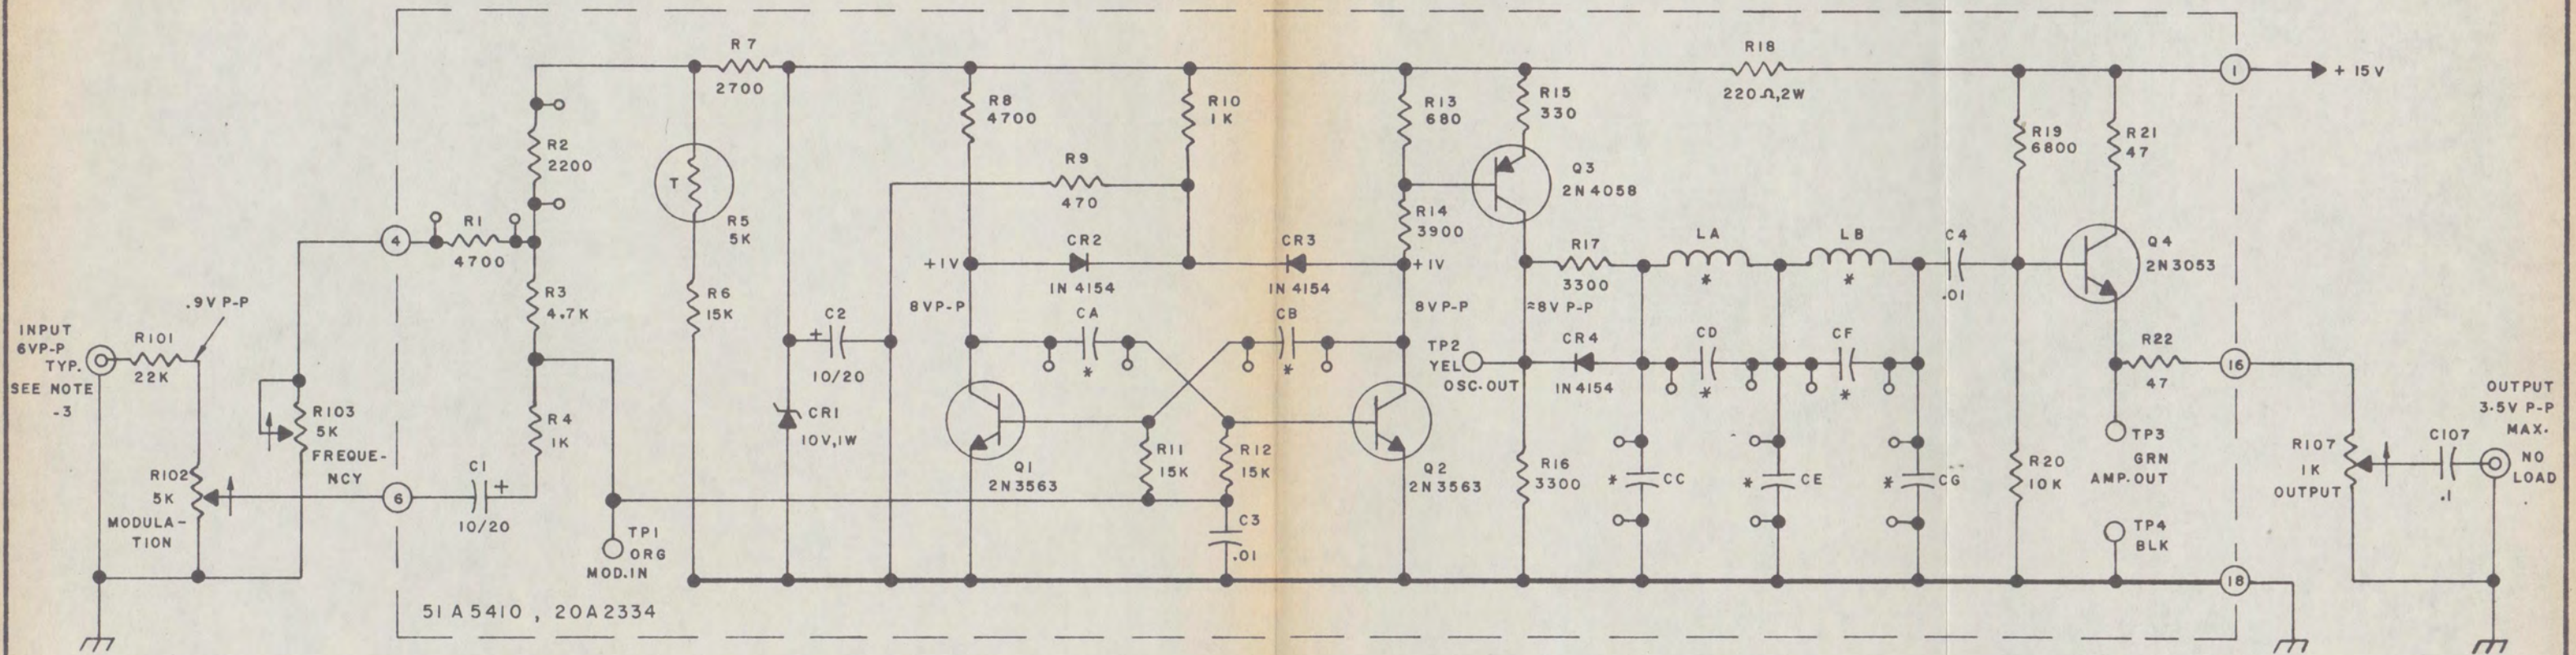 INPUT
6VP-P
TYP.
SEE NOTE
-3
R101
22K
.9V P-P
R102
5K
MODULA-
TION
R103
5K
FREQUE-
NCY
4
6
R1
4700
R2
2200
R3
4.7K
R4
1K
C1
+
10/20
TP1
ORG
MOD.IN
51A5410, 20A2334
R7
2700
T
R5
5K
R6
15K
CR1
10V,1W
C2
+
10/20
R8
4700
R9
470
R10
1K
+1V
8VP-P
CR2
IN 4154
CR3
IN 4154
+1V
8VP-P
CA
*
CB
*
Q1
2N3563
R11
15K
R12
15K
C3
.01
Q2
2N3563
R13
680
R14
3900
R15
330
Q3
2N4058
R16
3300
R17
3300
≈8V P-P
TP2
YEL
OSC.OUT
CR4
IN 4154
R18
220Ω,2W
LA
*
LB
*
CD
*
CF
*
* CC
* CE
* CG
C4
.01
R19
6800
R20
10K
R21
47
Q4
2N3053
R22
47
TP3
GRN
AMP.OUT
TP4
BLK
1
+ 15V
16
18
R107
1K
OUTPUT
C107
.1
OUTPUT
3.5V P-P
MAX.
NO
LOAD